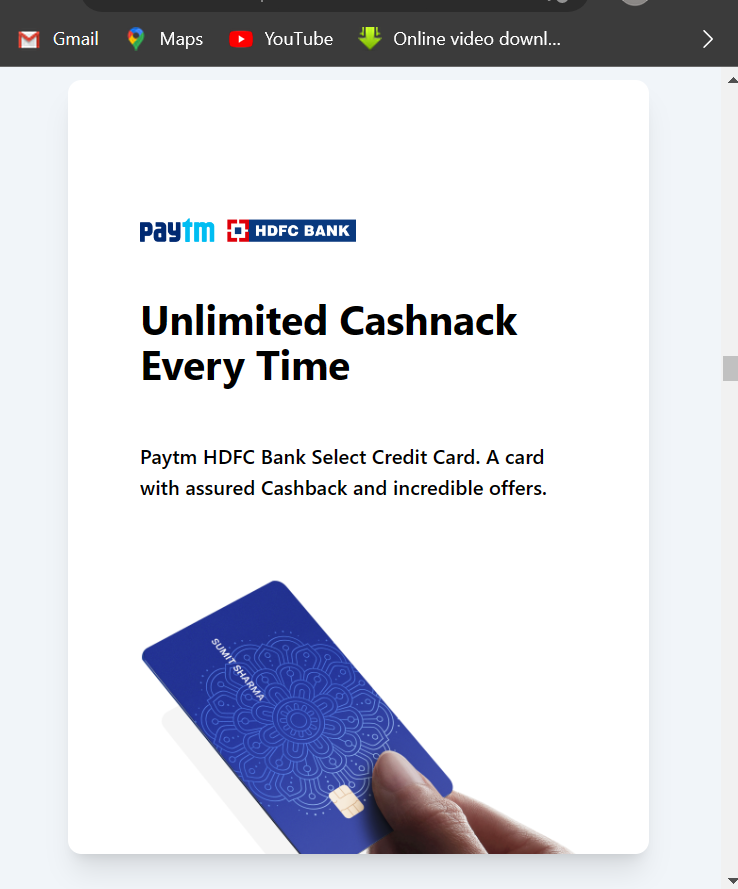 Gmail Maps YouTube Online video downl...
paytm HDFC BANK
Unlimited Cashnack
Every Time
Paytm HDFC Bank Select Credit Card. A card
with assured Cashback and incredible offers.
SUMIT SHARMA